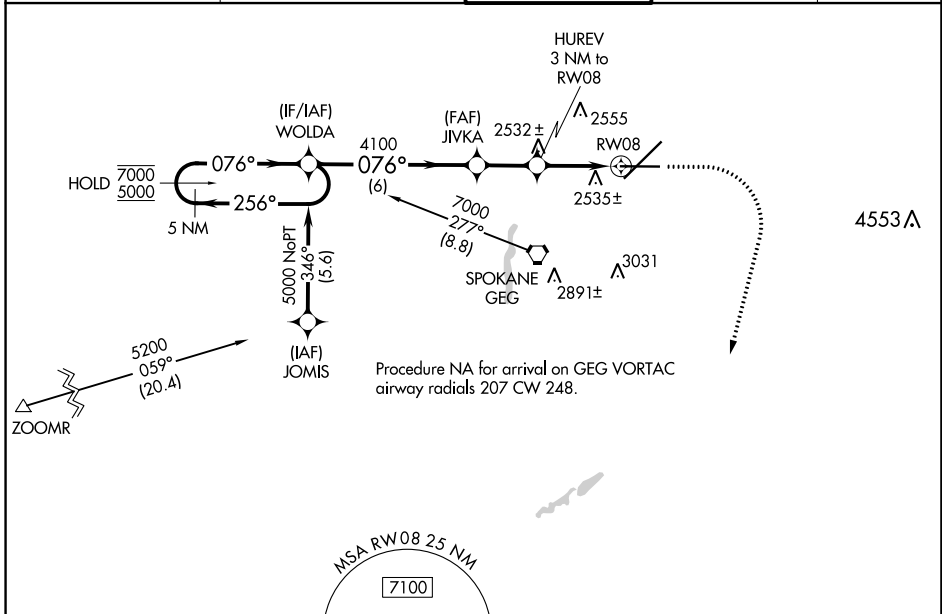 HUREV
3 NM to
RW08
(IF/IAF)
WOLDA
(FAF)
JIVKA
2532 ±
2555
RW08
4100
076°
076°
(6)
HOLD
7000
5000
256°
5 NM
2535±
7000
277°
(8.8)
4553
5000 NoPT
346°
(5.6)
SPOKANE
GEG
3031
2891±
(IAF)
JOMIS
5200
059°
(20.4)
ZOOMR
Procedure NA for arrival on GEG VORTAC
airway radials 207 CW 248.
MSA RW08 25 NM
7100